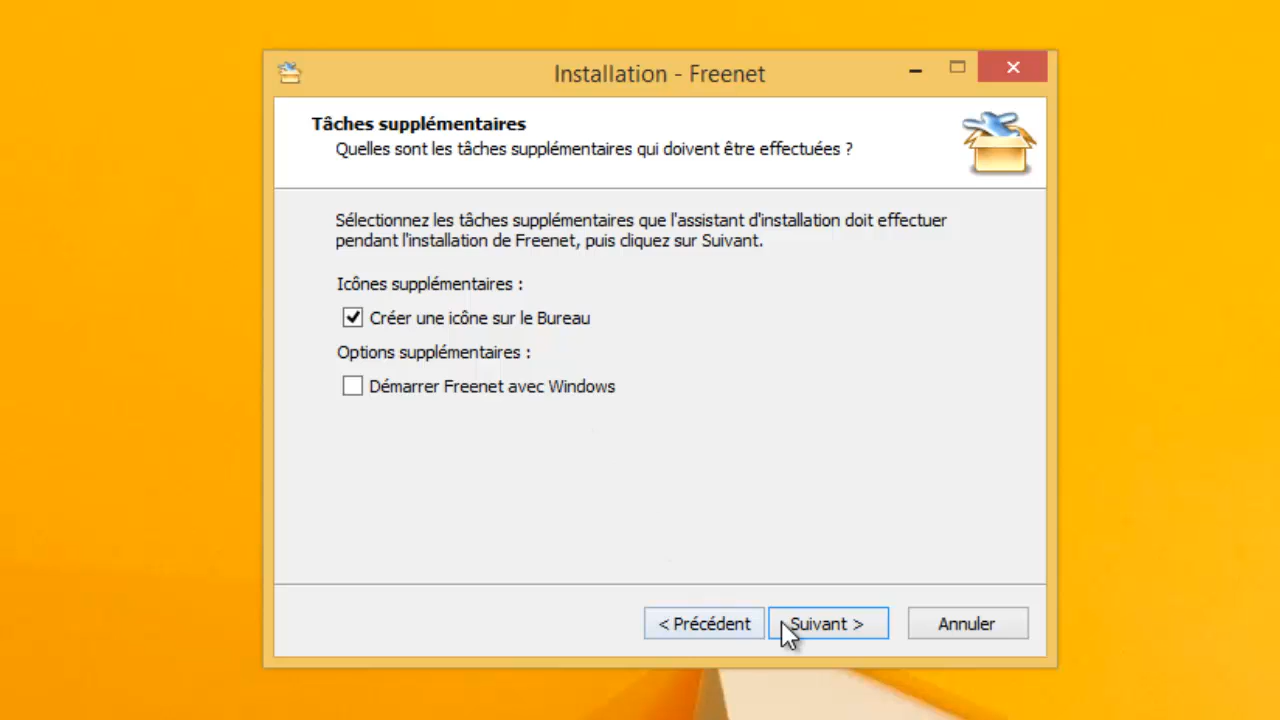 Installation - Freenet
Tâches supplémentaires
Quelles sont les tâches supplémentaires qui doivent être effectuées ?
Sélectionnez les tâches supplémentaires que l'assistant d'installation doit effectuer
pendant l'installation de Freenet, puis cliquez sur Suivant.
Icônes supplémentaires :
Créer une icône sur le Bureau
Options supplémentaires :
Démarrer Freenet avec Windows
< Précédent Suivant > Annuler